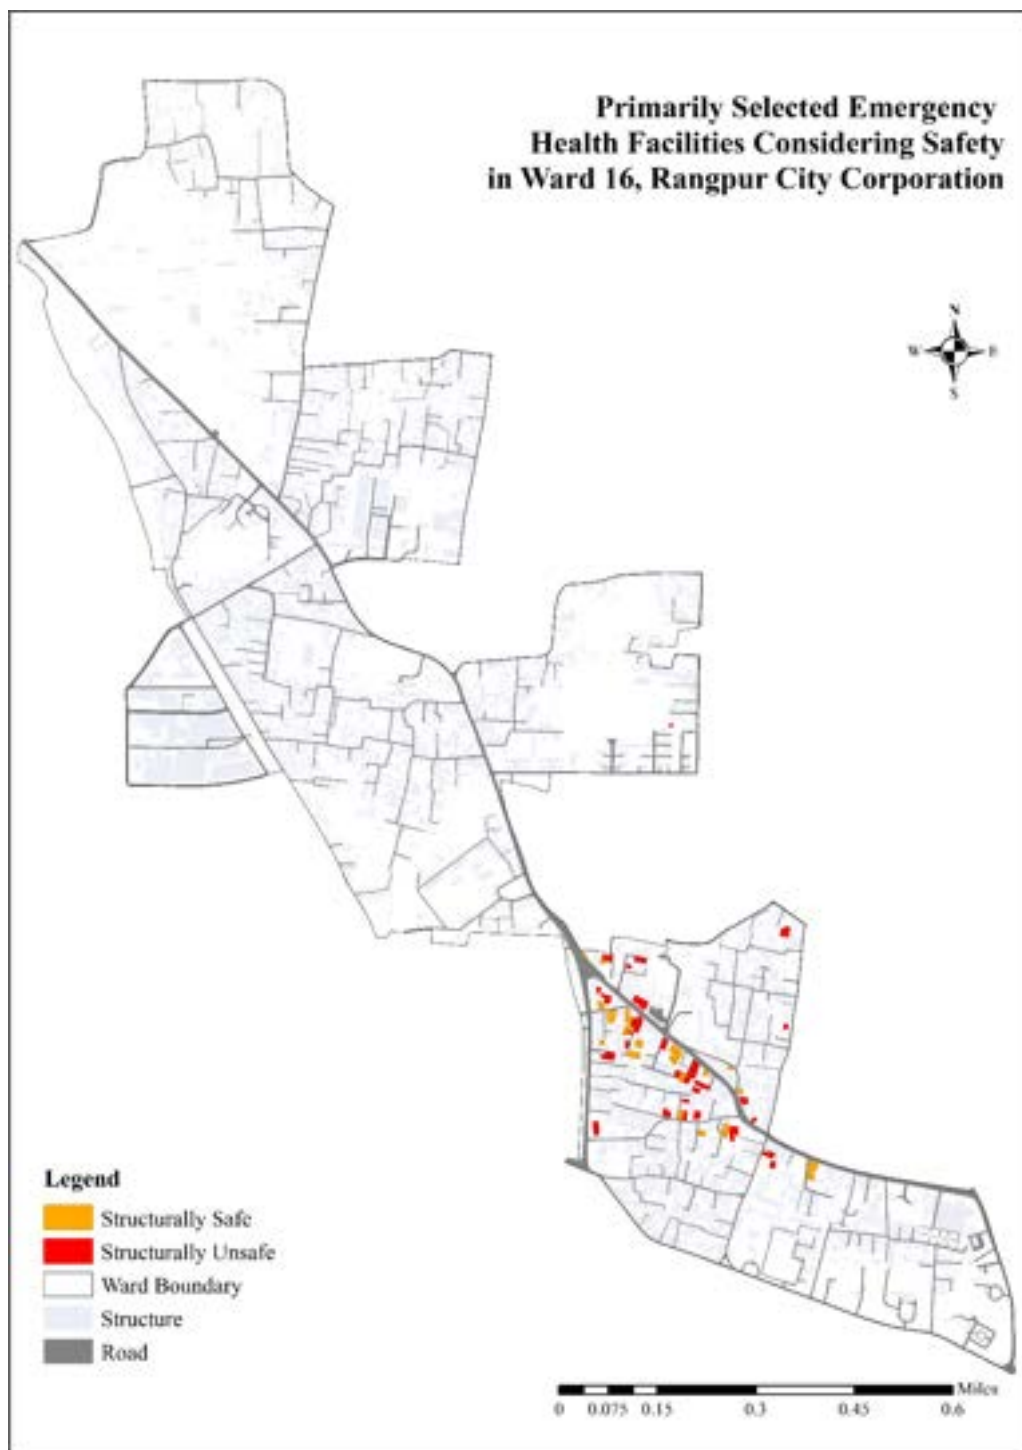 Primarily Selected Emergency
Health Facilities Considering Safety
in Ward 16, Rangpur City Corporation
N
W E
S
Legend
Structurally Safe
Structurally Unsafe
Ward Boundary
Structure
Road
Miles
0 0.075 0.15 0.3 0.45 0.6